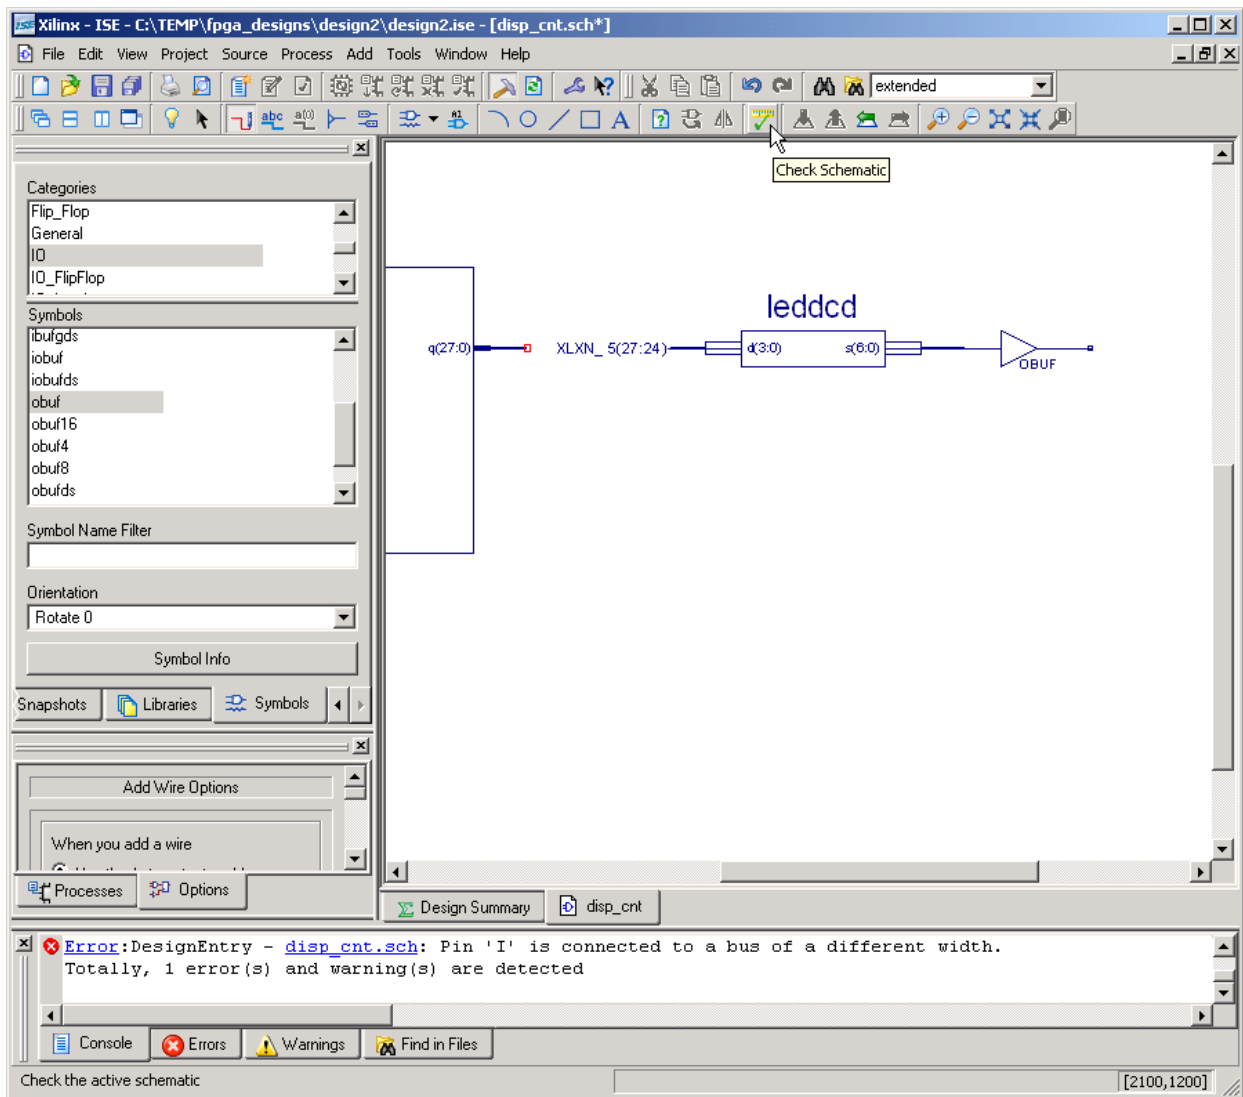 Xilinx - ISE - C:\TEMP\fpga_designs\design2\design2.ise - [disp_cnt.sch*]
File Edit View Project Source Process Add Tools Window Help
extended
Check Schematic
Categories
Flip_Flop
General
IO
IO_FlipFlop
Symbols
ibufgds
iobuf
iobufds
obuf
obuf16
obuf4
obuf8
obufds
Symbol Name Filter
Orientation
Rotate 0
Symbol Info
Snapshots Libraries Symbols
Add Wire Options
When you add a wire
Processes Options
leddcd
q(27:0) XLXN_ 5(27:24) d(3:0) s(6:0)
OBUF
Design Summary disp_cnt
Error:DesignEntry - disp_cnt.sch: Pin 'I' is connected to a bus of a different width.
Totally, 1 error(s) and warning(s) are detected
Console Errors Warnings Find in Files
Check the active schematic [2100,1200]